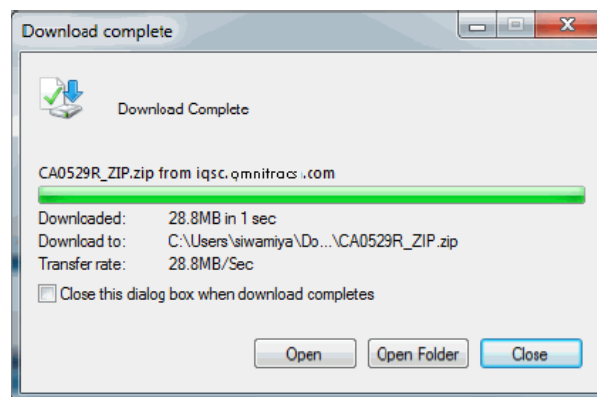 Download complete
Download Complete
CA0529R_ZIP.zip from iqsc.omnitracs.com
Downloaded: 28.8MB in 1 sec
Download to: C:\Users\siwamiya\Do...\CA0529R_ZIP.zip
Transfer rate: 28.8MB/Sec
Close this dialog box when download completes
Open Open Folder Close